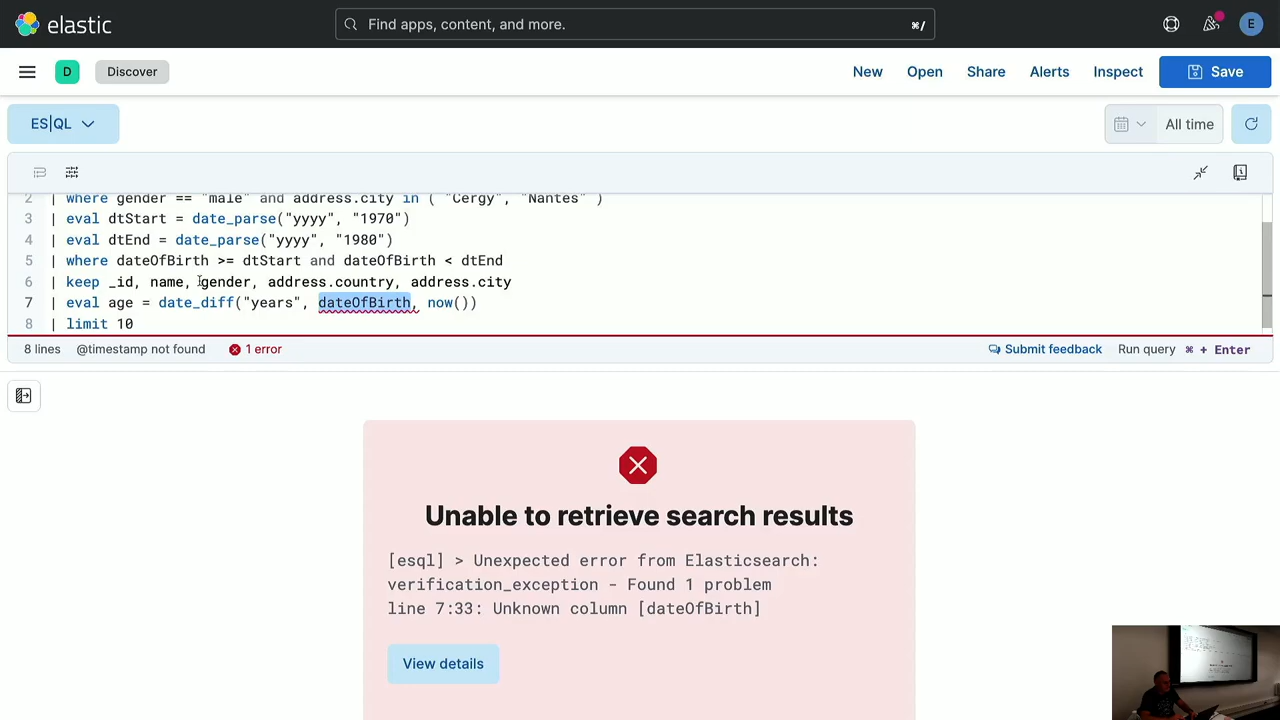 elastic
Find apps, content, and more.
⌘/
E
D
Discover
New
Open
Share
Alerts
Inspect
Save
ES|QL
All time
2 | where gender == "male" and address.city in ( "Cergy", "Nantes" )
3 | eval dtStart = date_parse("yyyy", "1970")
4 | eval dtEnd = date_parse("yyyy", "1980")
5 | where dateOfBirth >= dtStart and dateOfBirth < dtEnd
6 | keep _id, name, gender, address.country, address.city
7 | eval age = date_diff("years", dateOfBirth, now())
8 | limit 10
8 lines
@timestamp not found
1 error
Submit feedback
Run query ⌘ + Enter
Unable to retrieve search results
[esql] > Unexpected error from Elasticsearch:
verification_exception - Found 1 problem
line 7:33: Unknown column [dateOfBirth]
View details